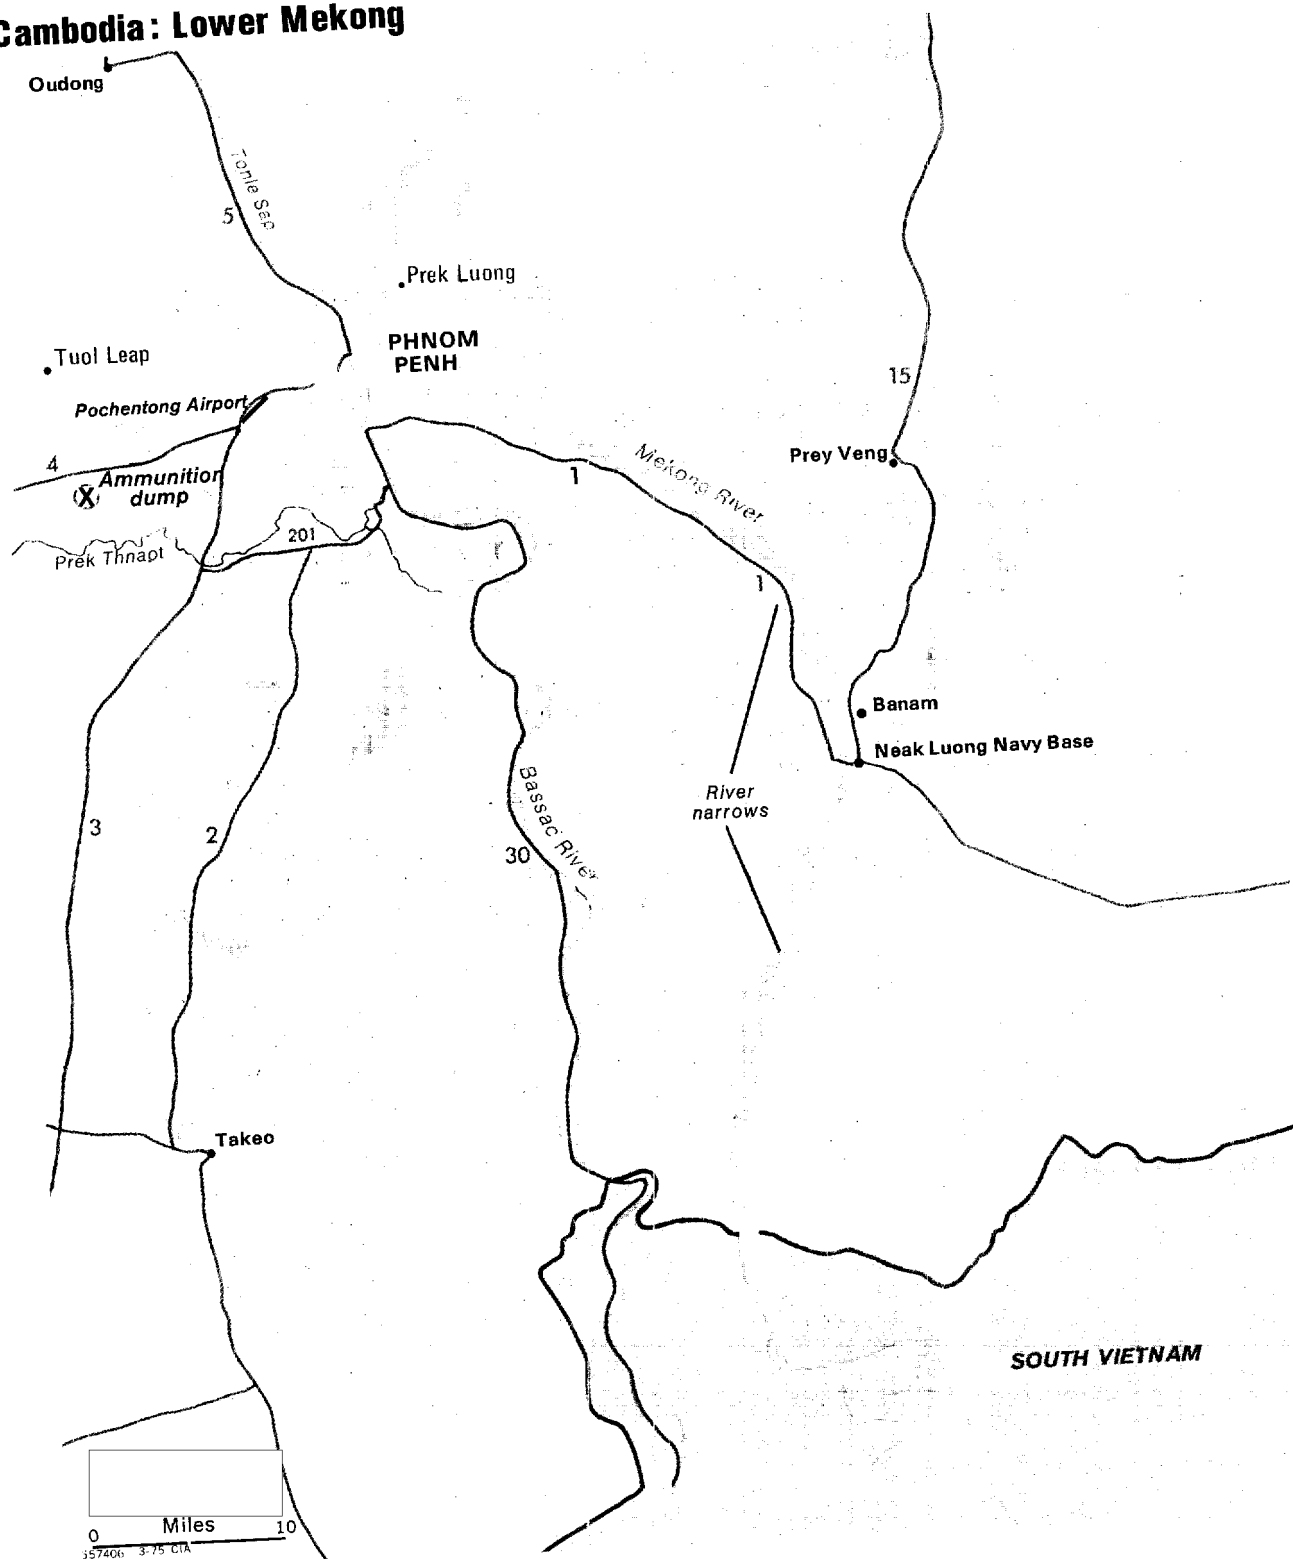 Cambodia: Lower Mekong
Oudong
Tonle Sap
5
Prek Luong
PHNOM
PENH
Tuol Leap
15
Pochentong Airport
Prey Veng
Mekong River
4
1
Ammunition
dump
X
201
Prek Thnaot
1
Banam
Neak Luong Navy Base
River
narrows
Bassac River
3
2
30
Takeo
SOUTH VIETNAM
0 Miles 10
557406 3-75 CIA